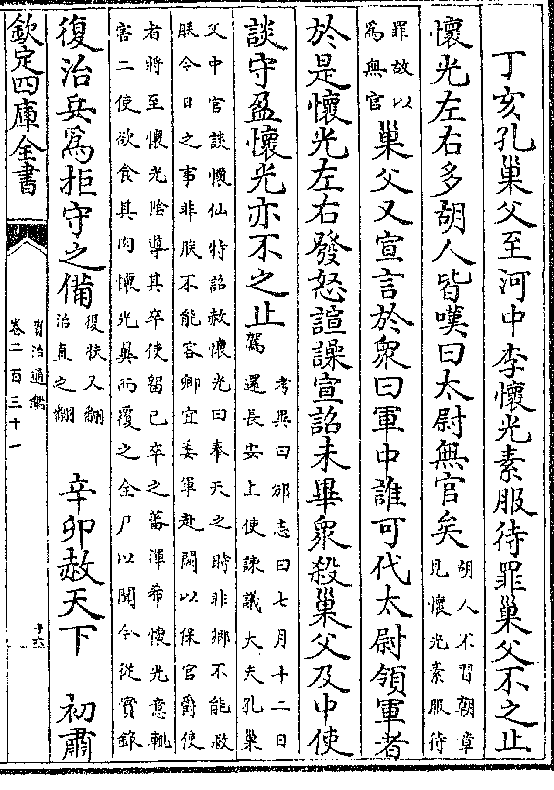 丁亥孔巢父至河中李懷光素服待罪巢父不之止
懷光左右多胡人皆嘆曰太尉無官矣胡人不習朝章
見懷光素服待
罪故以
為無官巢父又宣言於衆曰軍中誰可代太尉領軍者
於是懷光左右發怒諠譟宣詔未畢衆殺巢父及中使
談守盈懷光亦不之止考異曰邠志曰七月十二日
駕還長安上使諫議大夫孔巢
父中官談懷仙特詔赦懷光曰奉天之時非卿不能救
朕今日之事非朕不能容卿宜委軍赴闕以保官爵使
者將至懷光陰導其卒使留己卒之蕃渾希懷光意輒
害二使欲食其肉懷光翼而覆之全尸以聞今從實錄
復治兵為拒守之備復扶又翻
治直之翻 辛卯赦天下 初肅
欽定四庫全書
資治通鑑
卷二百三十一
十六